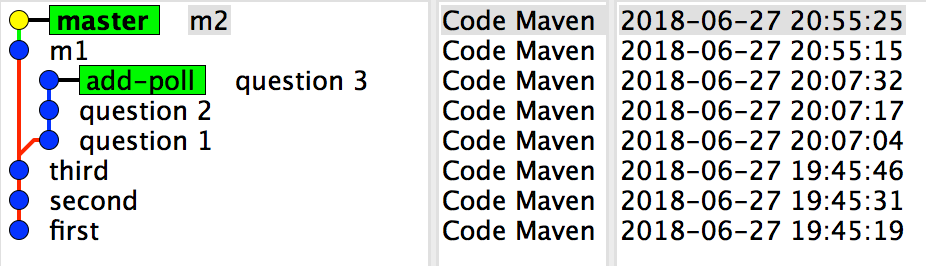 master m2 Code Maven 2018-06-27 20:55:25
m1 Code Maven 2018-06-27 20:55:15
add-poll question 3 Code Maven 2018-06-27 20:07:32
question 2 Code Maven 2018-06-27 20:07:17
question 1 Code Maven 2018-06-27 20:07:04
third Code Maven 2018-06-27 19:45:46
second Code Maven 2018-06-27 19:45:31
first Code Maven 2018-06-27 19:45:19